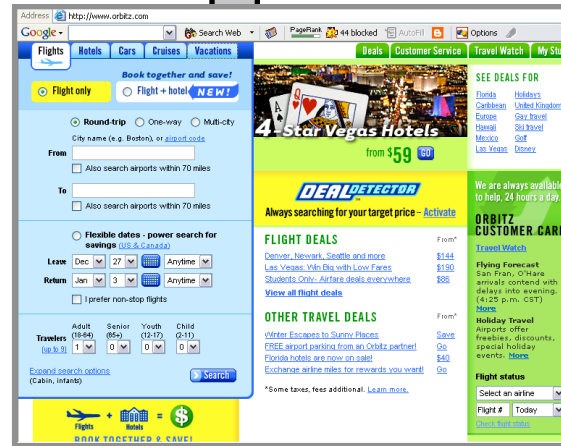 Address http://www.orbitz.com
Google Search Web PageRank 44 blocked AutoFill Options
Flights Hotels Cars Cruises Vacations
Deals Customer Service Travel Watch My Stu
Book together and save!
Flight only Flight + hotel NEW!
Round-trip One-way Multi-city
City name (e.g. Boston), or airport code
From
Also search airports within 70 miles
To
Also search airports within 70 miles
Flexible dates - power search for
savings (US & Canada)
Leave Dec 27 Anytime
Return Jan 3 Anytime
I prefer non-stop flights
Adult Senior Youth Child
Travelers (18-64) (65+) (12-17) (2-11)
(up to 9) 1 0 0 0
Expand search options
(Cabin, infants)
Search
Flights + Hotels = $
BOOK TOGETHER & SAVE!
4-Star Vegas Hotels
from $59 GO
DEAL DETECTOR
Always searching for your target price – Activate
FLIGHT DEALS From*
Denver, Newark, Seattle and more $144
Las Vegas: Win Big with Low Fares $190
Students Only- Airfare deals everywhere $86
View all flight deals
OTHER TRAVEL DEALS From*
Winter Escapes to Sunny Places Save
FREE airport parking from an Orbitz partner! Go
Florida hotels are now on sale! $40
Exchange airline miles for rewards you want! Go
*Some taxes, fees additional. Learn more.
SEE DEALS FOR
Florida Holidays
Caribbean United Kingdom
Europe Gay travel
Hawaii Ski travel
Mexico Golf
Las Vegas Disney
We are always available
to help, 24 hours a day.
ORBITZ
CUSTOMER CAR
Travel Watch
Flying Forecast
San Fran, O'Hare
arrivals contend with
delays into evening.
(4:25 p.m. CST)
More
Holiday Travel
Airports offer
freebies, discounts,
special holiday
events. More
Flight status
Select an airline
Flight # Today
Check flight status